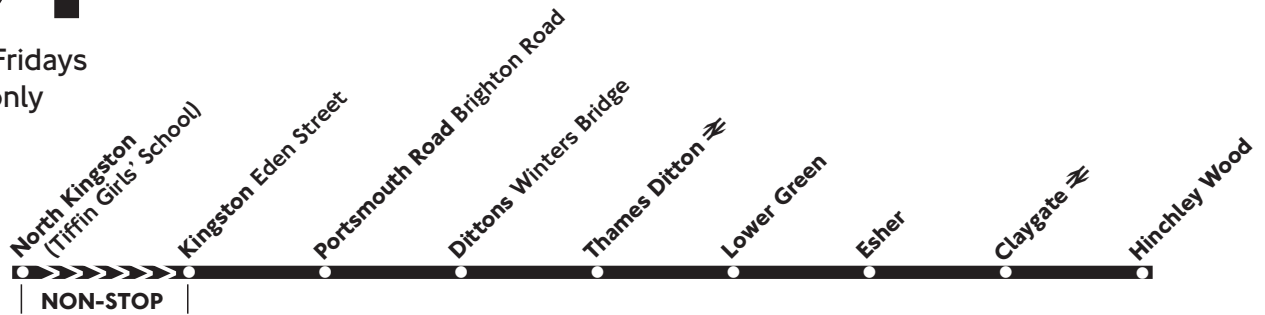 Fridays
only
North Kingston
(Tiffin Girls' School)
Kingston Eden Street
Portsmouth Road Brighton Road
Dittons Winters Bridge
Thames Ditton
Lower Green
Esher
Claygate
Hinchley Wood
NON-STOP